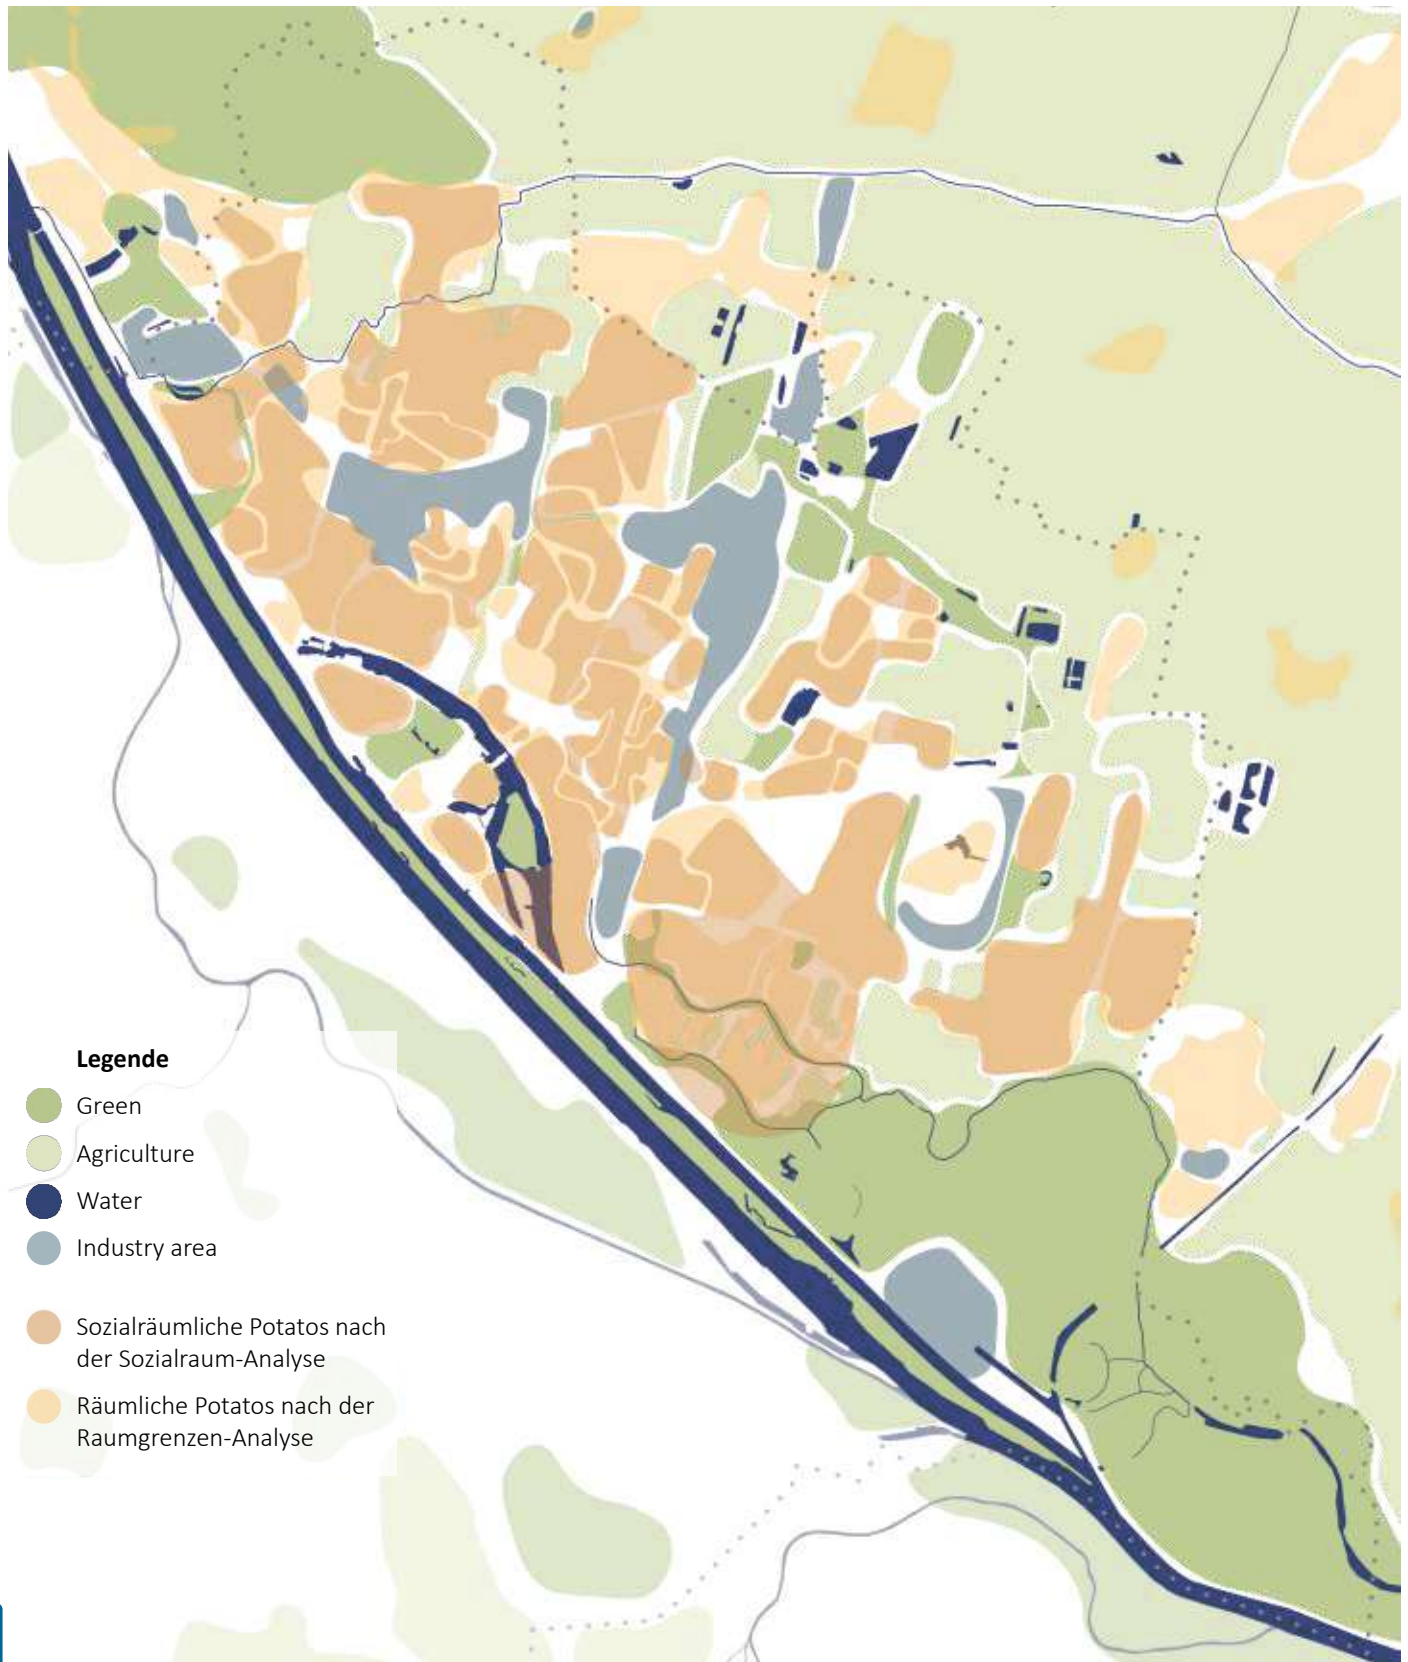 Legende
Green
Agriculture
Water
Industry area
Sozialräumliche Potatos nach
der Sozialraum-Analyse
Räumliche Potatos nach der
Raumgrenzen-Analyse